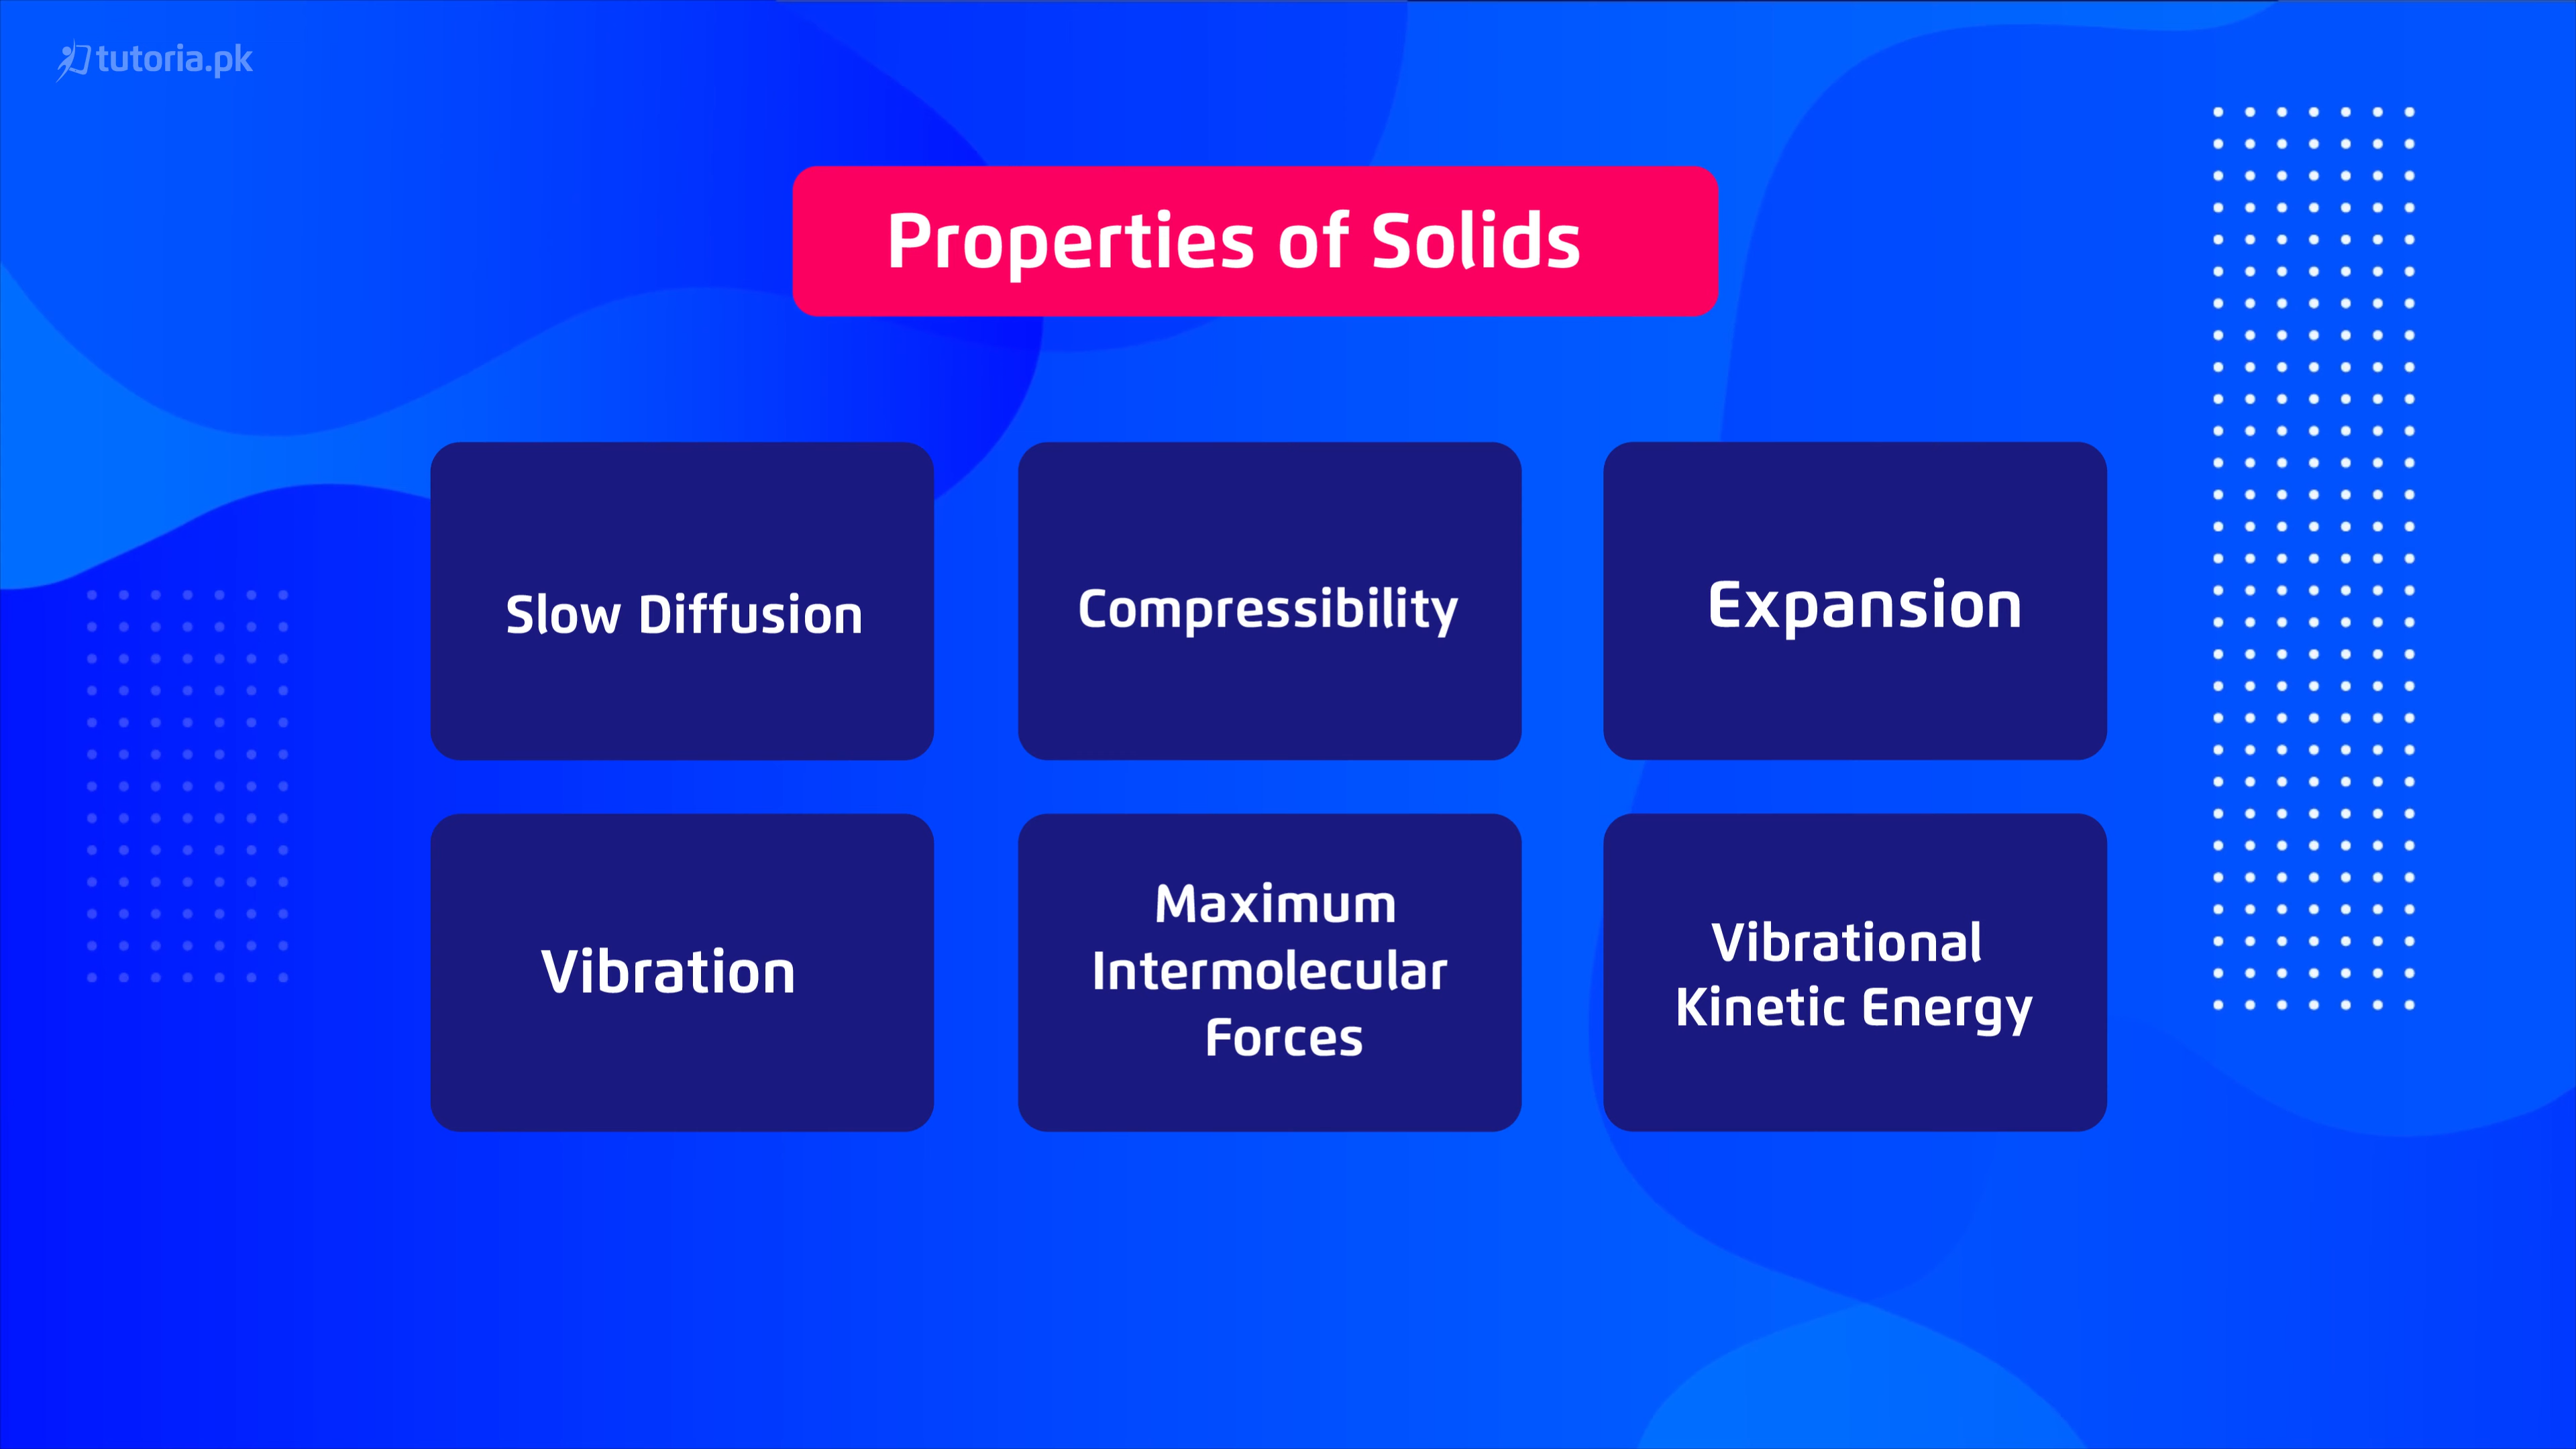 tutoria.pk
Properties of Solids
Slow Diffusion
Compressibility
Expansion
Vibration
Maximum
Intermolecular
Forces
Vibrational
Kinetic Energy